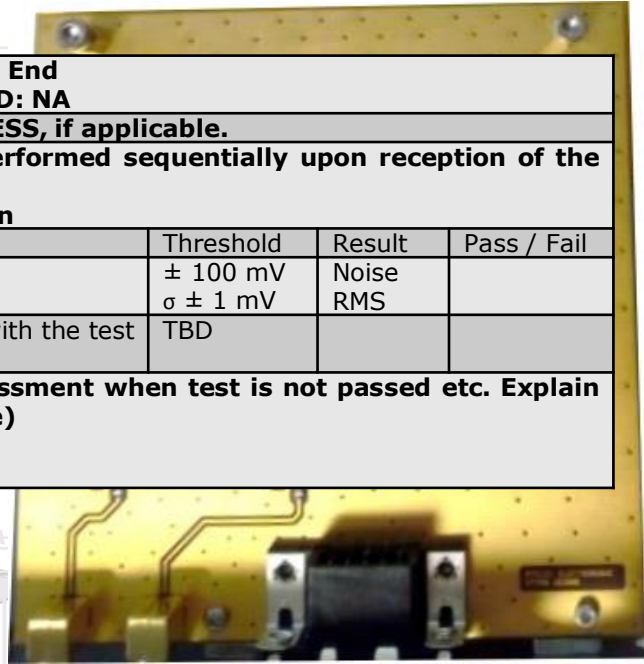 End
D: NA
ESS, if applicable.
erformed sequentially upon reception of the
n
Threshold Result Pass / Fail
± 100 mV Noise
σ ± 1 mV RMS
with the test TBD
ssment when test is not passed etc. Explain
e)